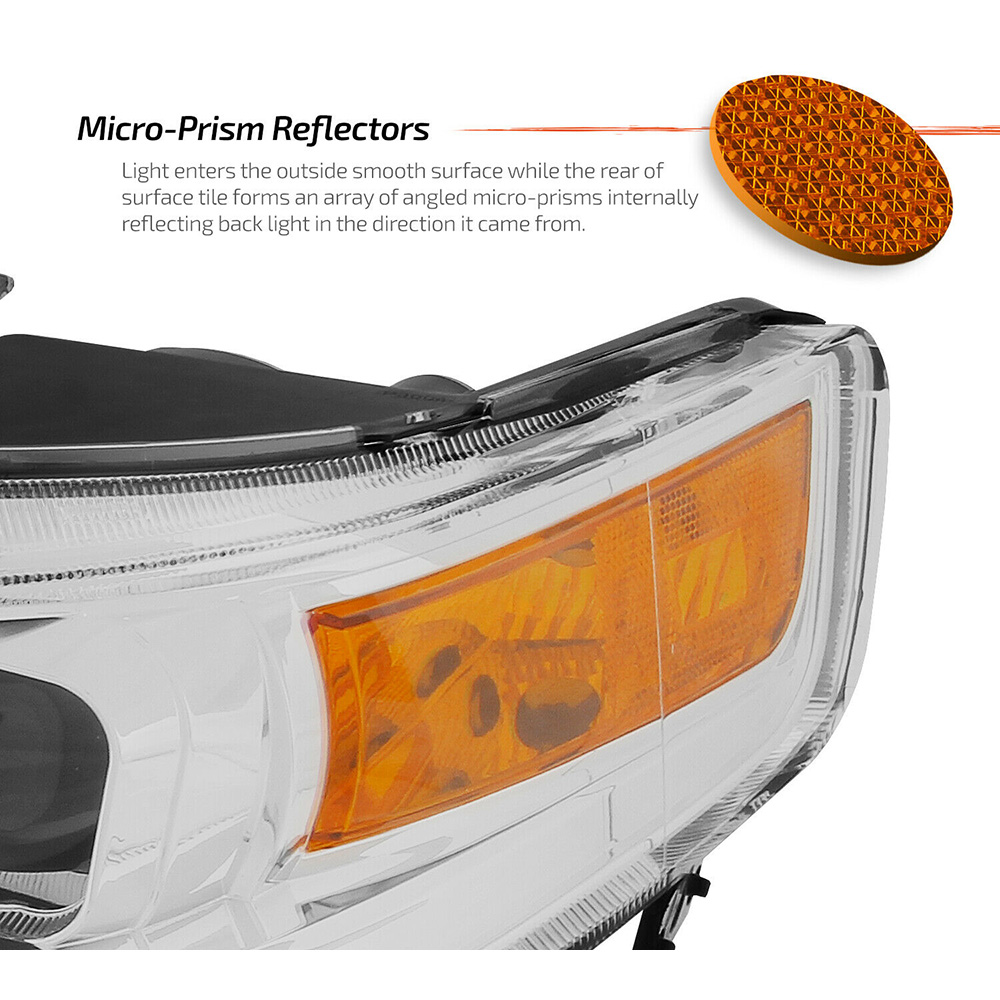 Micro-Prism Reflectors
Light enters the outside smooth surface while the rear of
surface tile forms an array of angled micro-prisms internally
reflecting back light in the direction it came from.